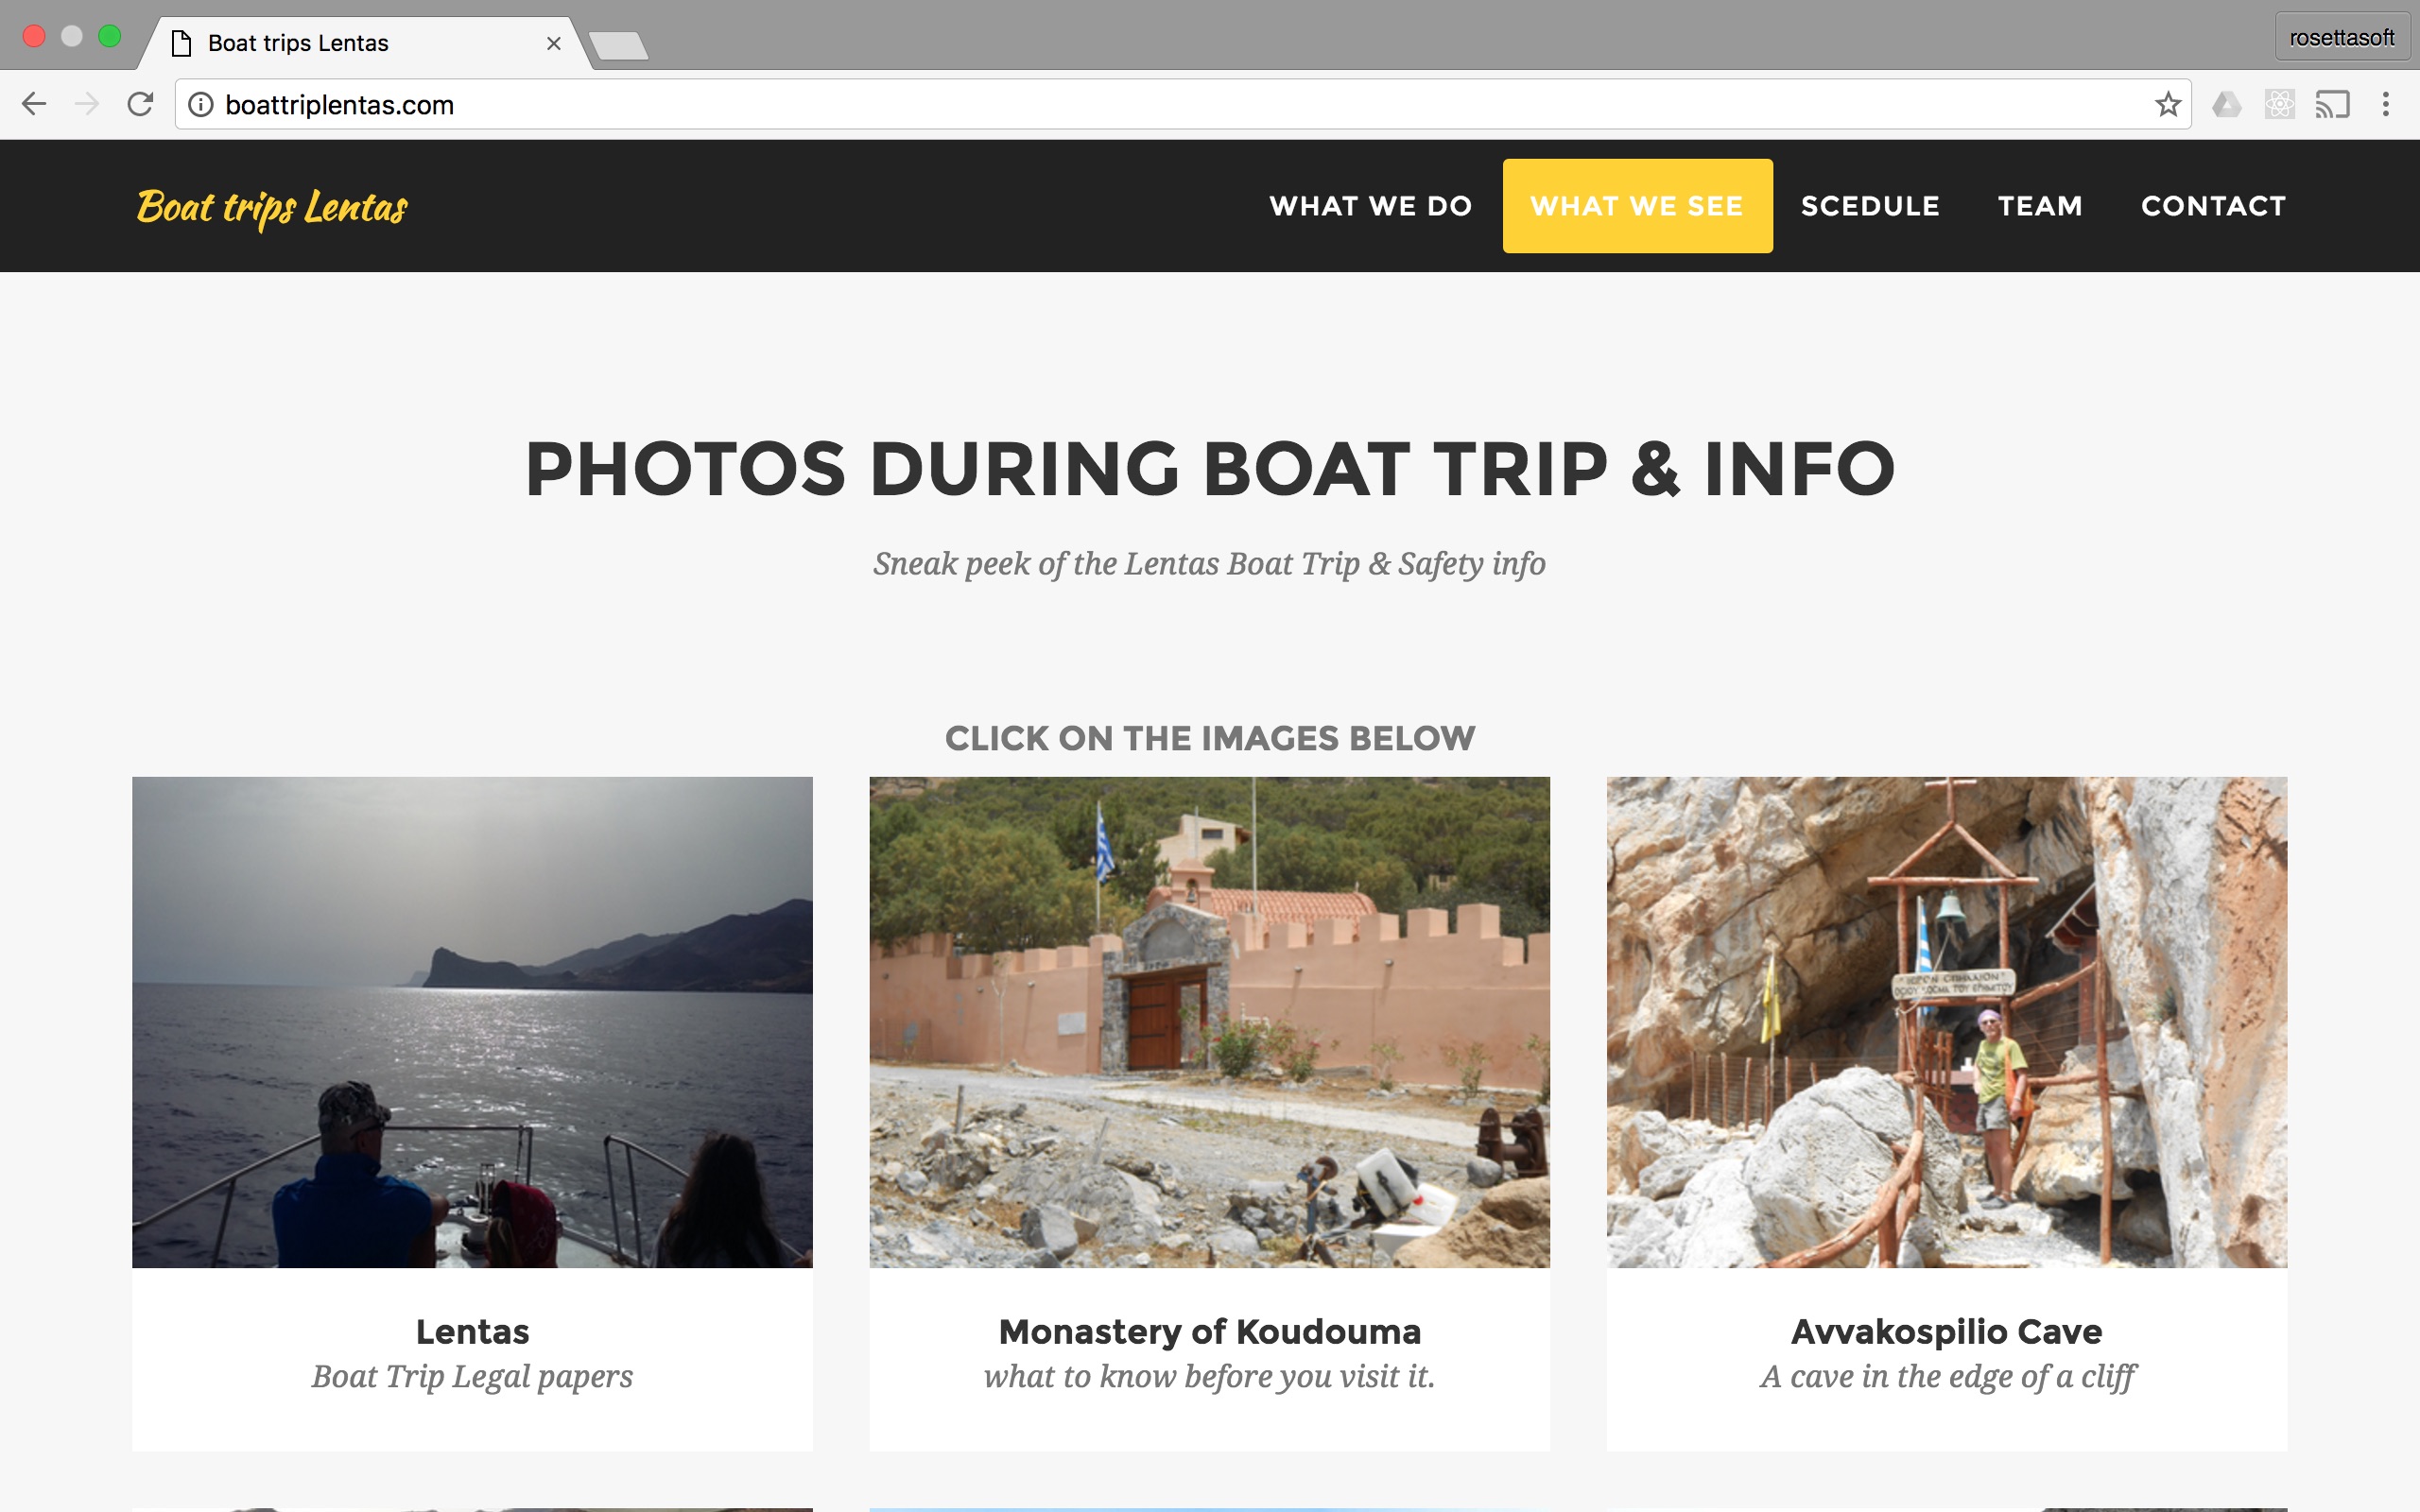 Boat trips Lentas
rosettasoft
boattriplentas.com
Boat trips Lentas
WHAT WE DO
WHAT WE SEE
SCEDULE
TEAM
CONTACT
PHOTOS DURING BOAT TRIP & INFO
Sneak peek of the Lentas Boat Trip & Safety info
CLICK ON THE IMAGES BELOW
Lentas
Boat Trip Legal papers
Monastery of Koudouma
what to know before you visit it.
Avvakospilio Cave
A cave in the edge of a cliff